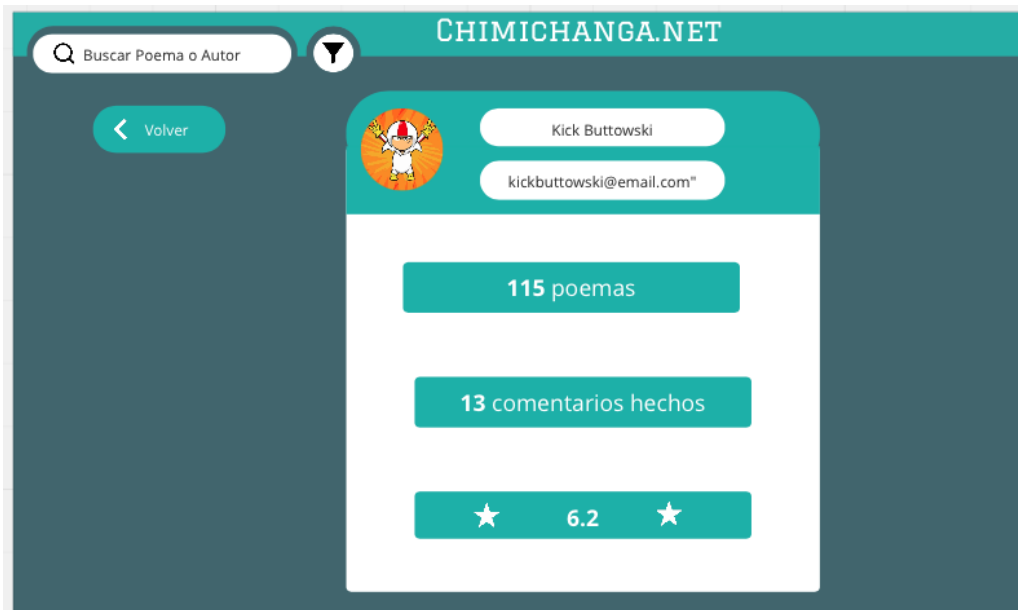 CHIMICHANGA.NET
Buscar Poema o Autor
Volver
Kick Buttowski
kickbuttowski@email.com"
115 poemas
13 comentarios hechos
6.2